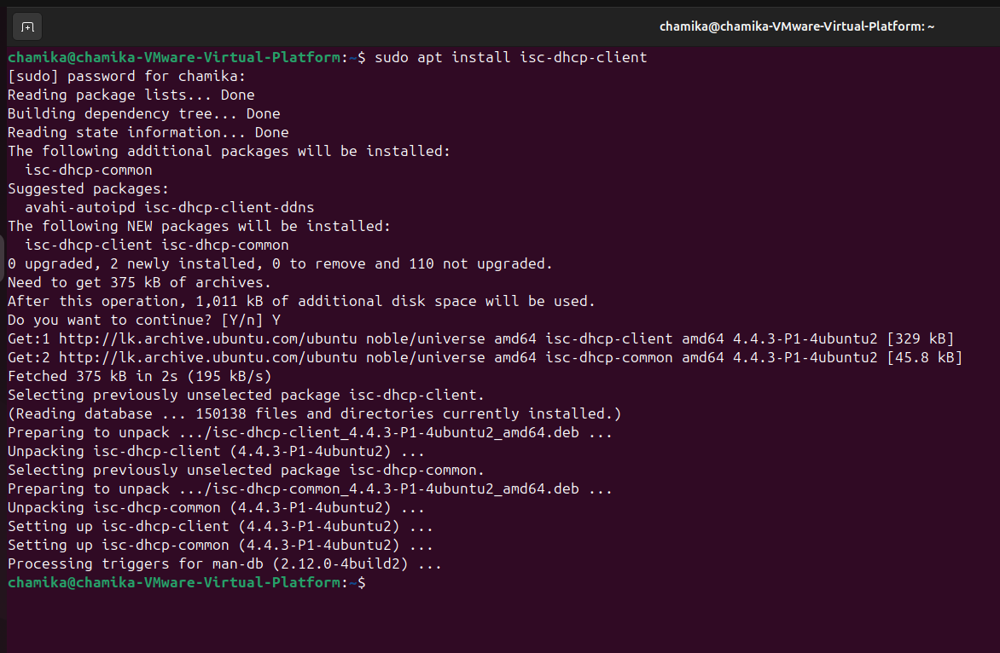 chamika@chamika-VMware-Virtual-Platform: ~
chamika@chamika-VMware-Virtual-Platform:~$ sudo apt install isc-dhcp-client
[sudo] password for chamika:
Reading package lists... Done
Building dependency tree... Done
Reading state information... Done
The following additional packages will be installed:
  isc-dhcp-common
Suggested packages:
  avahi-autoipd isc-dhcp-client-ddns
The following NEW packages will be installed:
  isc-dhcp-client isc-dhcp-common
0 upgraded, 2 newly installed, 0 to remove and 110 not upgraded.
Need to get 375 kB of archives.
After this operation, 1,011 kB of additional disk space will be used.
Do you want to continue? [Y/n] Y
Get:1 http://lk.archive.ubuntu.com/ubuntu noble/universe amd64 isc-dhcp-client amd64 4.4.3-P1-4ubuntu2 [329 kB]
Get:2 http://lk.archive.ubuntu.com/ubuntu noble/universe amd64 isc-dhcp-common amd64 4.4.3-P1-4ubuntu2 [45.8 kB]
Fetched 375 kB in 2s (195 kB/s)
Selecting previously unselected package isc-dhcp-client.
(Reading database ... 150138 files and directories currently installed.)
Preparing to unpack .../isc-dhcp-client_4.4.3-P1-4ubuntu2_amd64.deb ...
Unpacking isc-dhcp-client (4.4.3-P1-4ubuntu2) ...
Selecting previously unselected package isc-dhcp-common.
Preparing to unpack .../isc-dhcp-common_4.4.3-P1-4ubuntu2_amd64.deb ...
Unpacking isc-dhcp-common (4.4.3-P1-4ubuntu2) ...
Setting up isc-dhcp-client (4.4.3-P1-4ubuntu2) ...
Setting up isc-dhcp-common (4.4.3-P1-4ubuntu2) ...
Processing triggers for man-db (2.12.0-4build2) ...
chamika@chamika-VMware-Virtual-Platform:~$